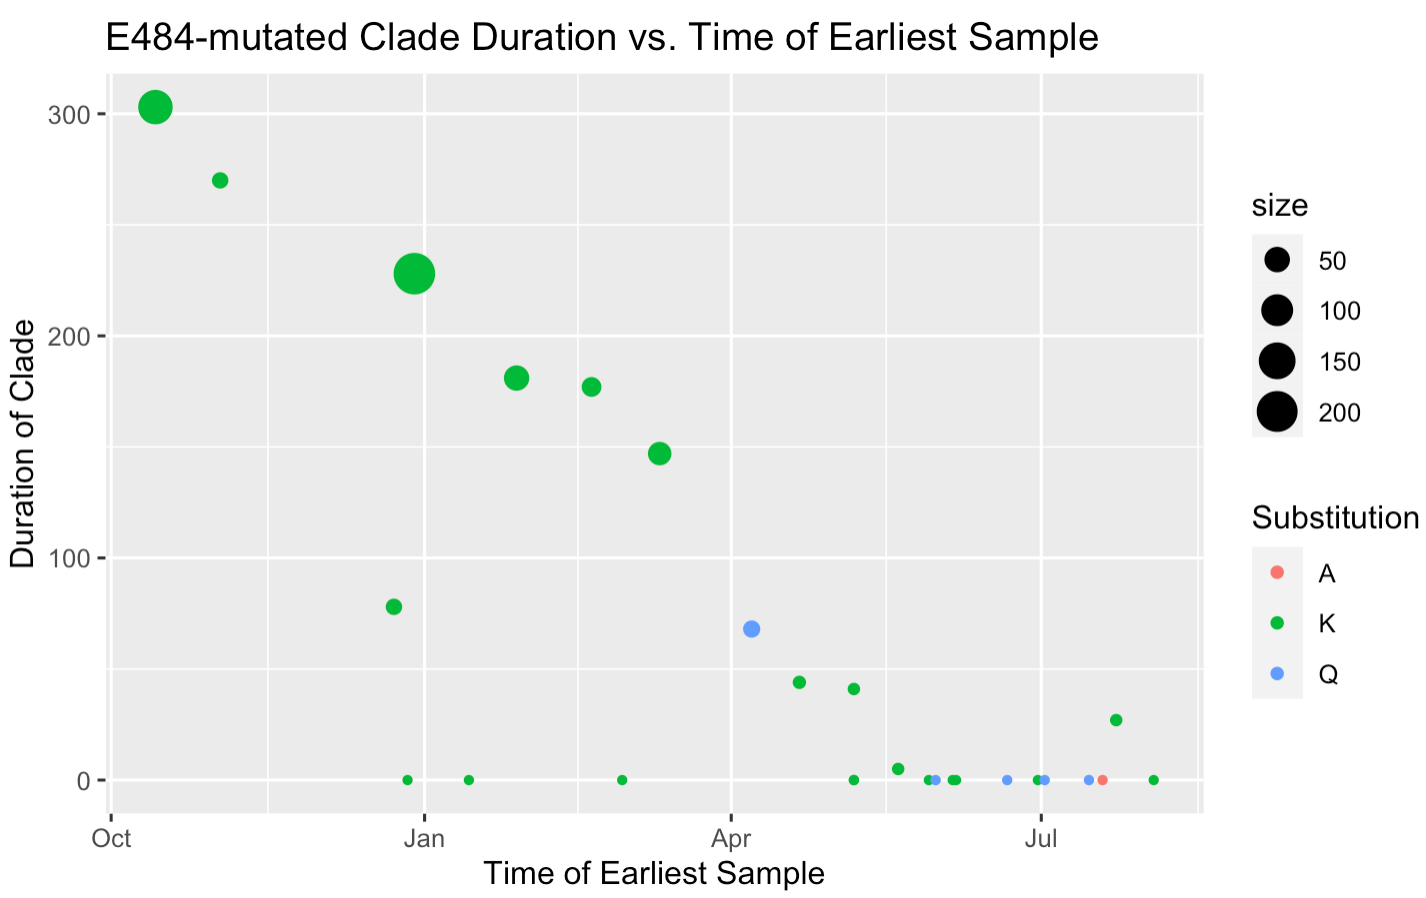 E484-mutated Clade Duration vs. Time of Earliest Sample
Duration of Clade
300
200
100
0
Oct
Jan
Apr
Jul
Time of Earliest Sample
size
50
100
150
200
Substitution
A
K
Q